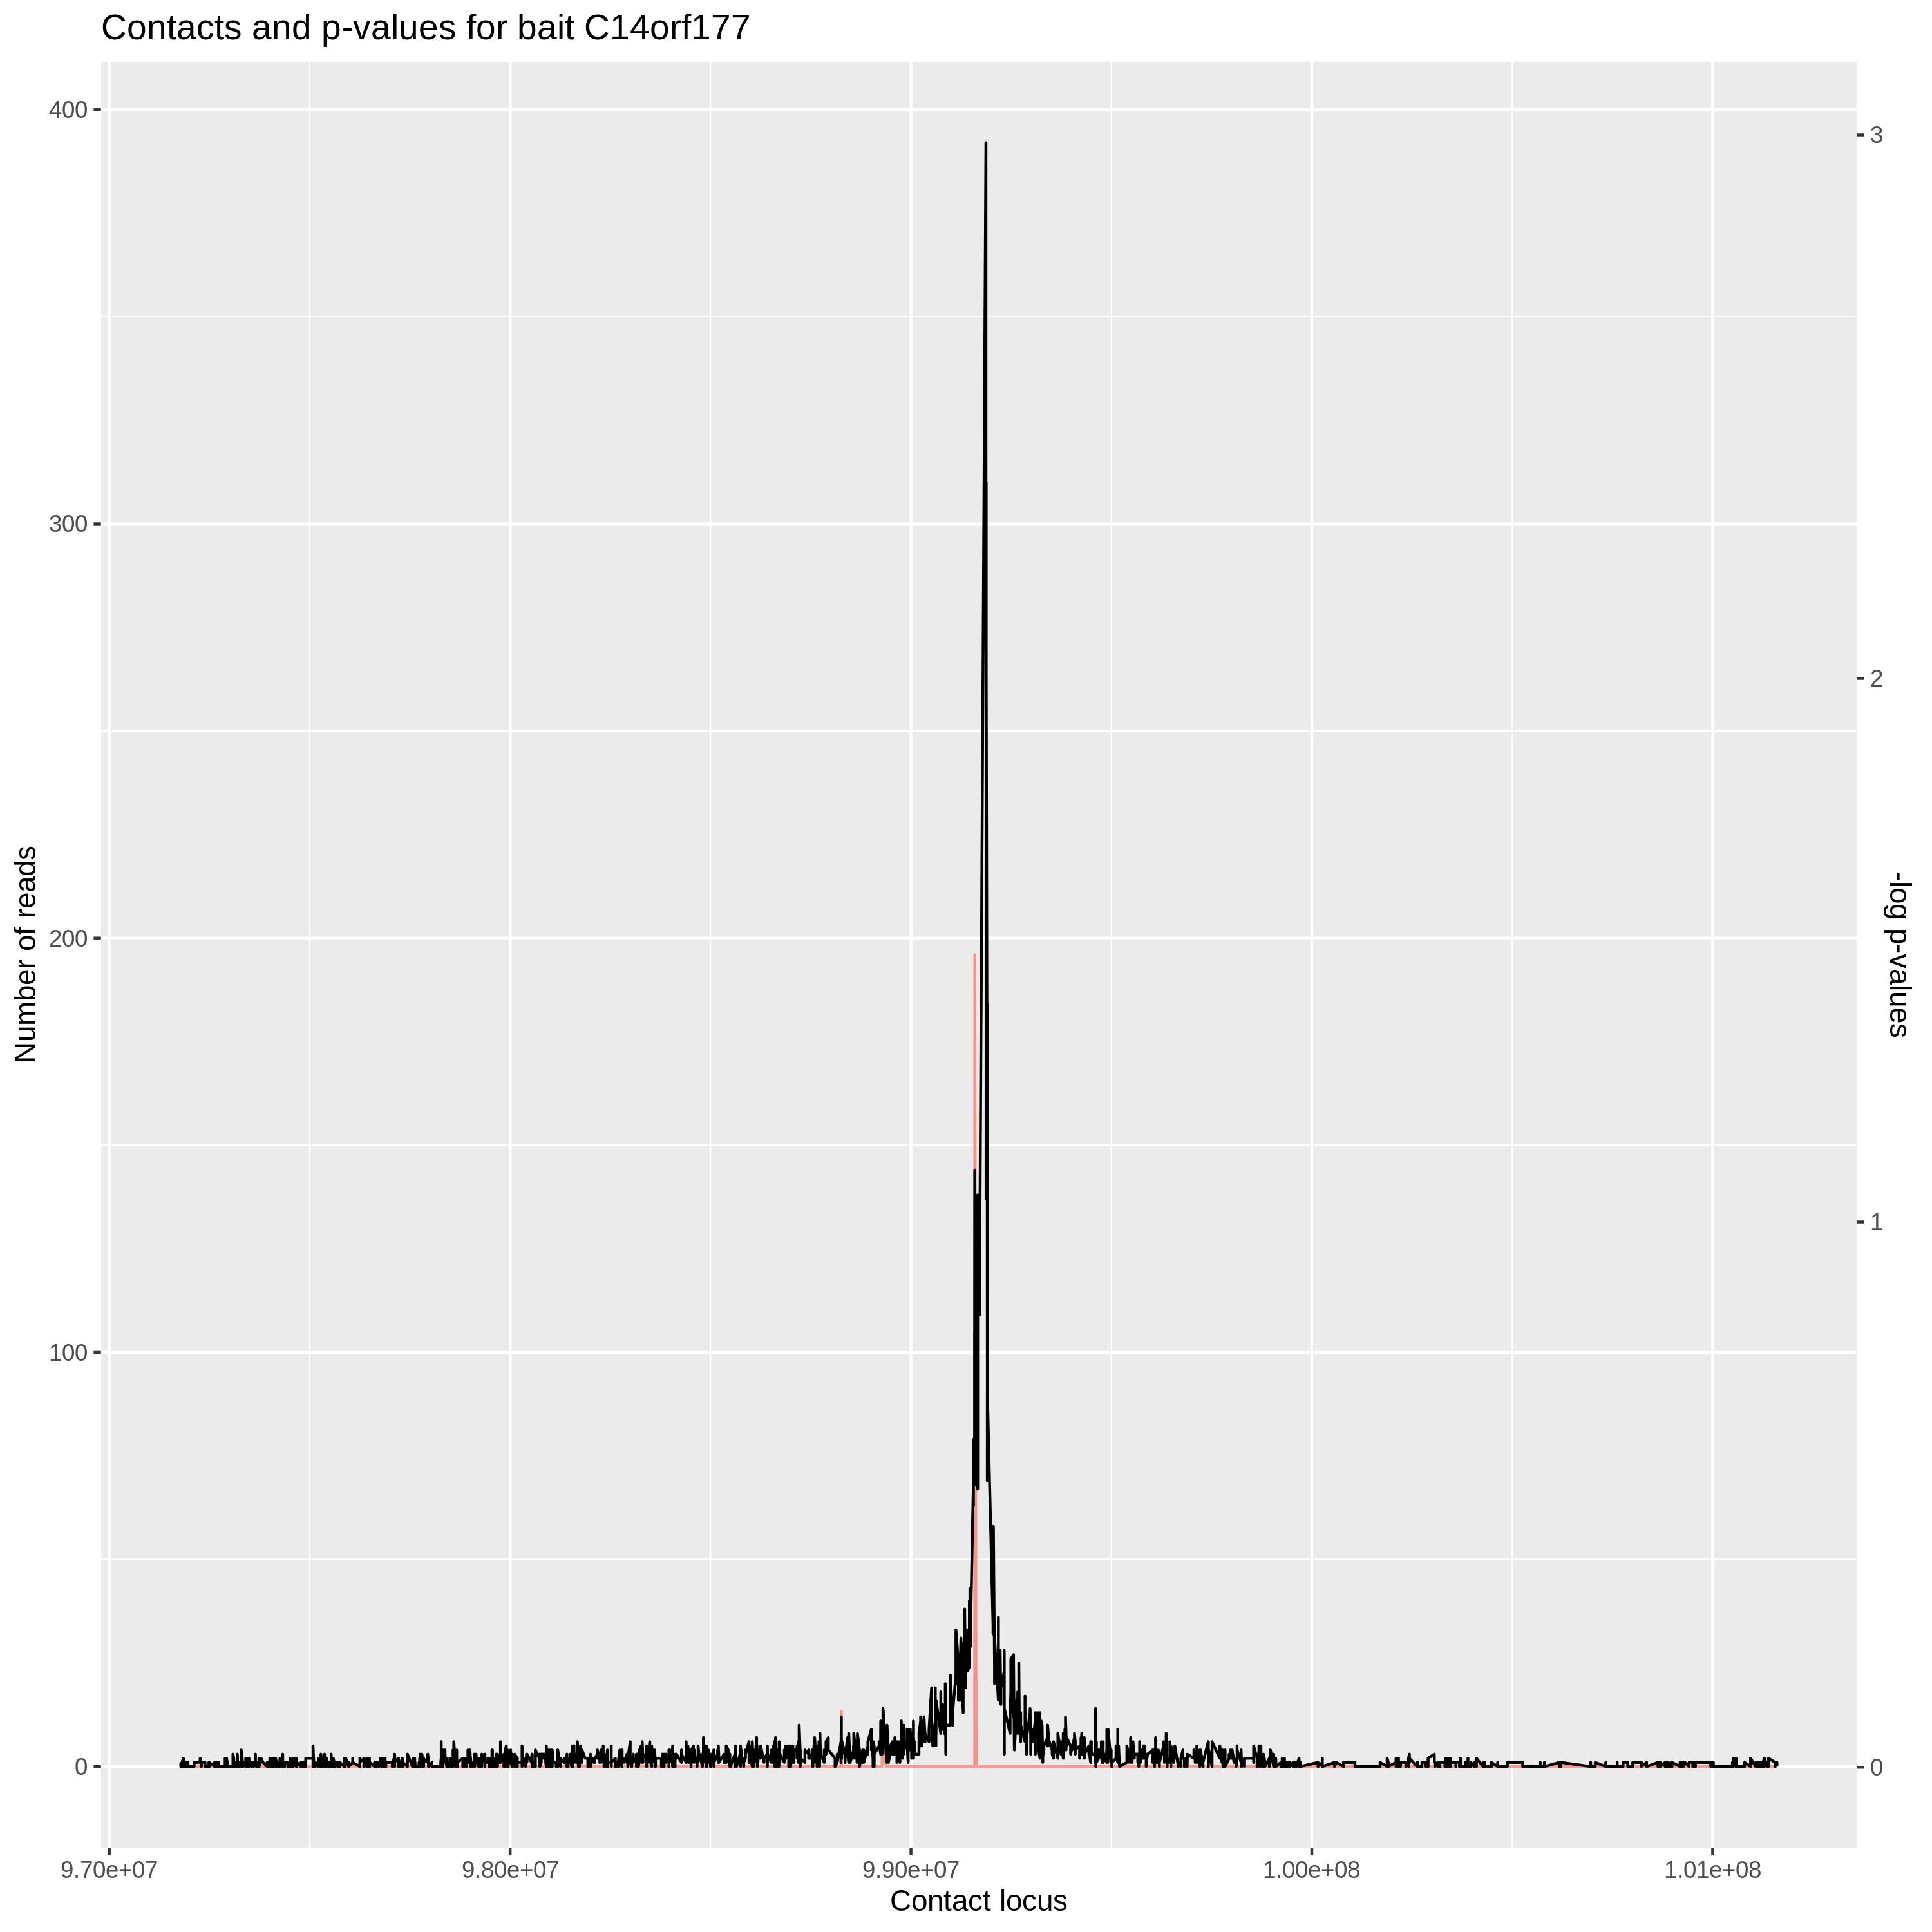 Contacts and p-values for bait C14orf177
400
300
200
100
0
3
2
1
0
Number of reads
-log p-values
9.70e+07
9.80e+07
9.90e+07
1.00e+08
1.01e+08
Contact locus